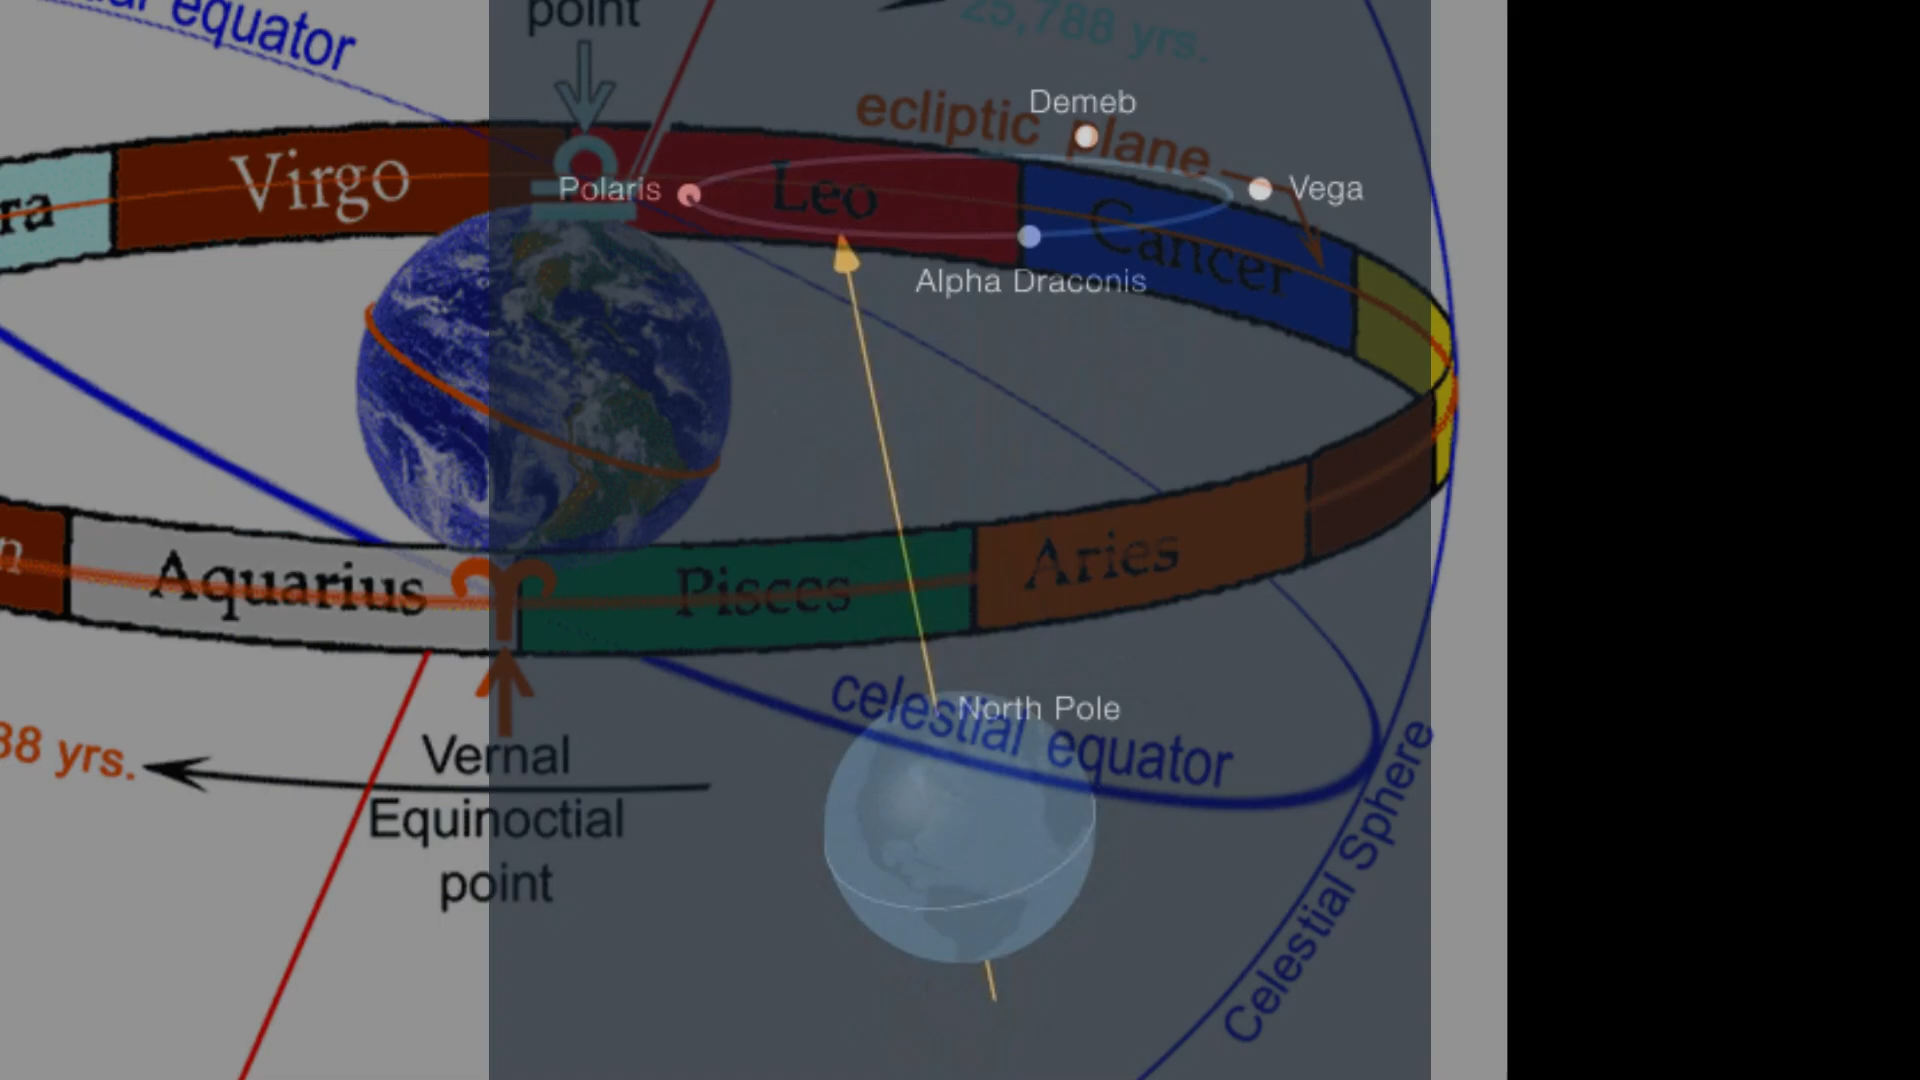 equator
point
25,788 yrs.
ecliptic plane
Demeb
Virgo
Leo
Polaris
Vega
Cancer
Alpha Draconis
Aquarius
Pisces
Aries
North Pole
celestial equator
38 yrs.
Vernal
Equinoctial
point
Celestial Sphere